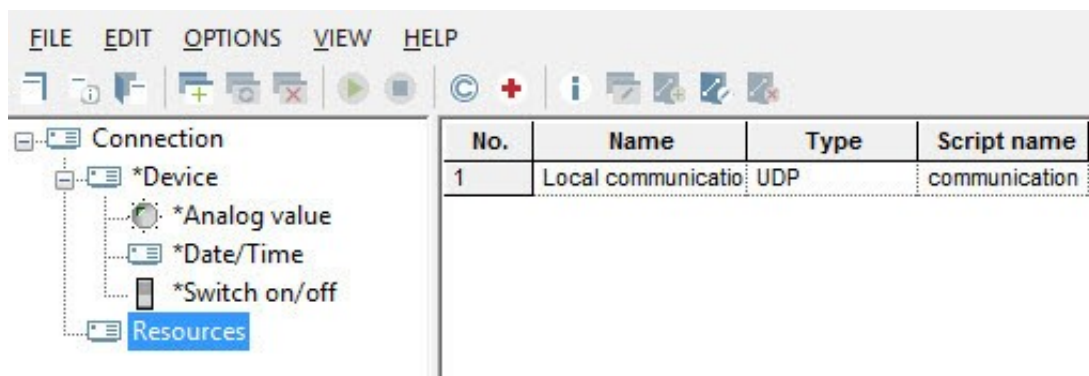 FILE EDIT OPTIONS VIEW HELP
Connection
*Device
*Analog value
*Date/Time
*Switch on/off
Resources
No. Name Type Script name
1 Local communicatio UDP communication